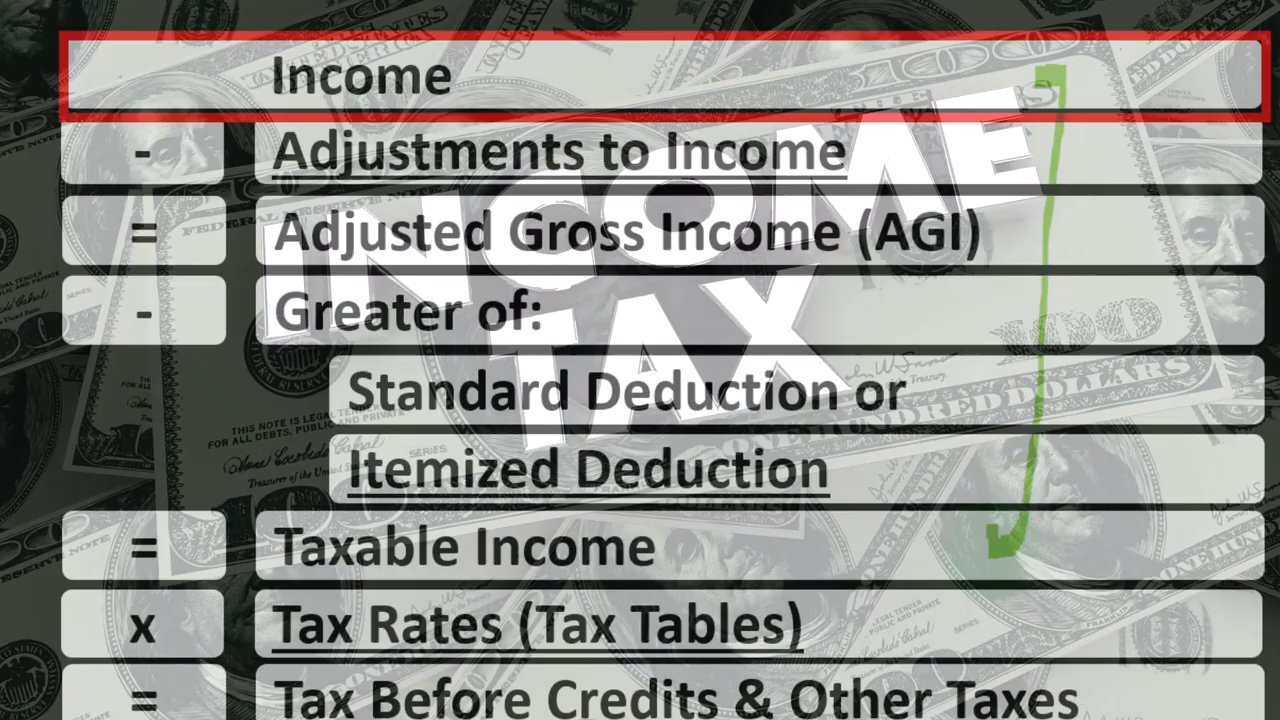 Income
- Adjustments to Income
= Adjusted Gross Income (AGI)
- Greater of:
Standard Deduction or
Itemized Deduction
= Taxable Income
x Tax Rates (Tax Tables)
= Tax Before Credits & Other Taxes
INCOME
TAX